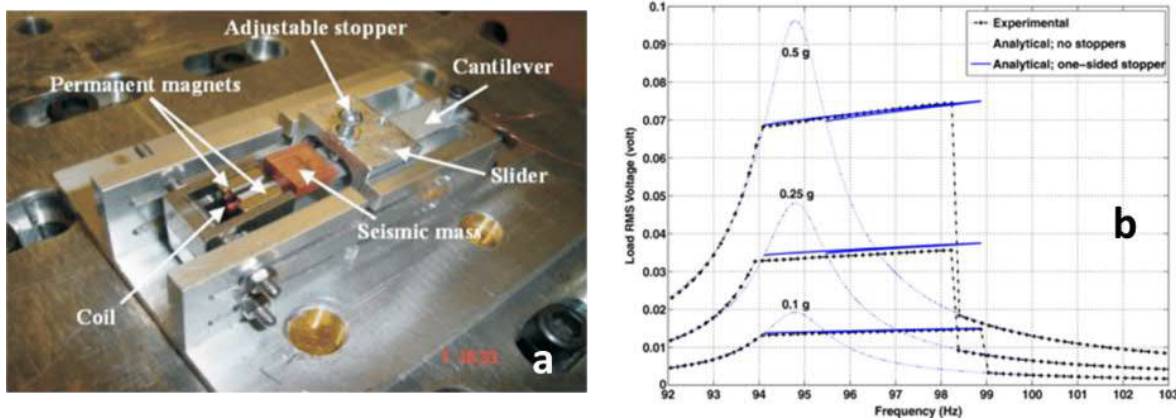 Adjustable stopper
Cantilever
Permanent magnets
Slider
Seismic mass
Coil
a
0.1
0.09
0.08
0.07
0.06
0.05
0.04
0.03
0.02
0.01
0
Load RMS Voltage (volt)
Experimental
Analytical; no stoppers
Analytical; one-sided stopper
0.5 g
0.25 g
0.1 g
b
92 93 94 95 96 97 98 99 100 101 102 103
Frequency (Hz)